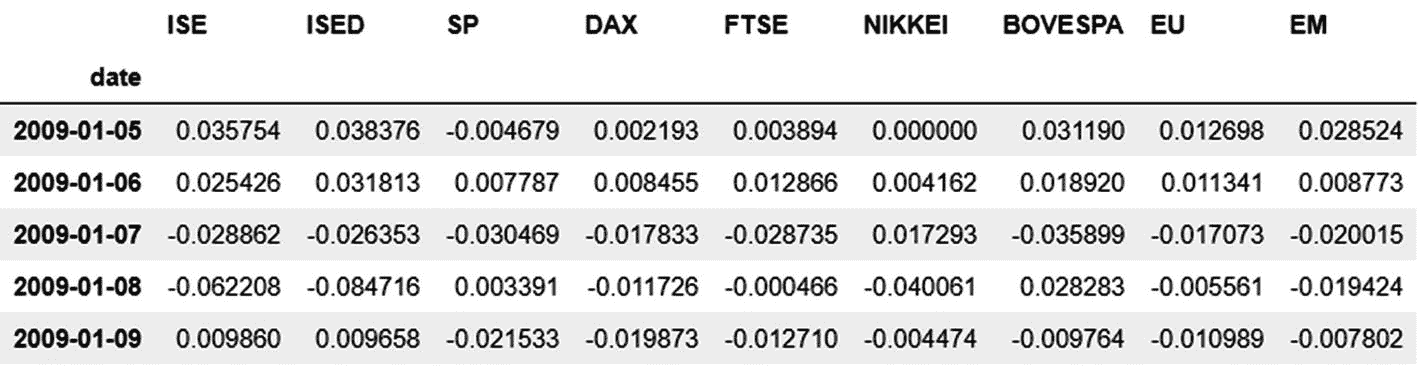 ISE ISED SP DAX FTSE NIKKEI BOVESPA EU EM
date
2009-01-05 0.035754 0.038376 -0.004679 0.002193 0.003894 0.000000 0.031190 0.012698 0.028524
2009-01-06 0.025426 0.031813 0.007787 0.008455 0.012866 0.004162 0.018920 0.011341 0.008773
2009-01-07 -0.028862 -0.026353 -0.030469 -0.017833 -0.028735 0.017293 -0.035899 -0.017073 -0.020015
2009-01-08 -0.062208 -0.084716 0.003391 -0.011726 -0.000466 -0.040061 0.028283 -0.005561 -0.019424
2009-01-09 0.009860 0.009658 -0.021533 -0.019873 -0.012710 -0.004474 -0.009764 -0.010989 -0.007802